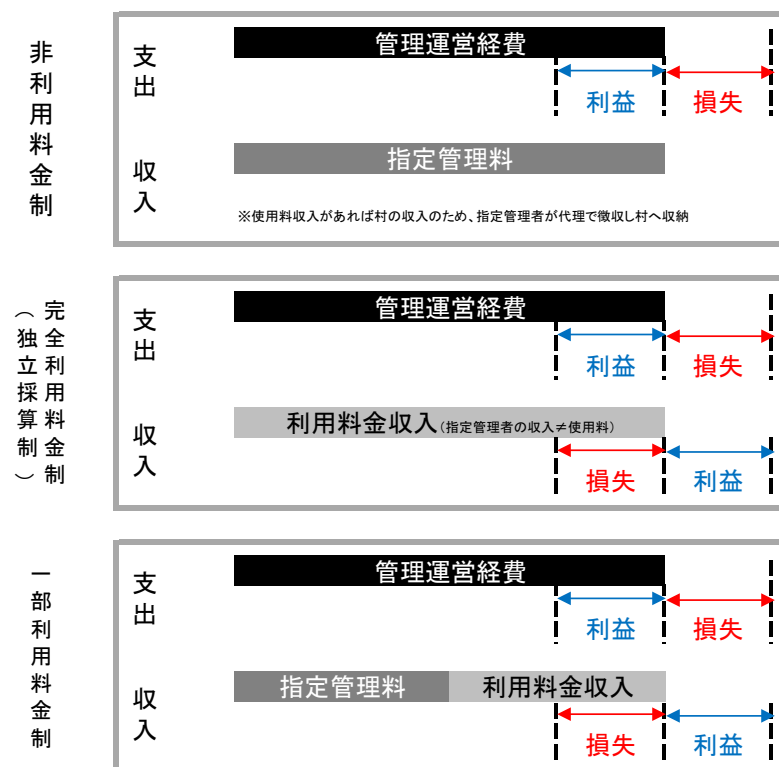 非利用料金制
支出
管理運営経費
利益
損失
収入
指定管理料
※使用料収入があれば村の収入のため、指定管理者が代理で徴収し村へ収納
完全利用料金制
（独立採算制）
支出
管理運営経費
利益
損失
収入
利用料金収入(指定管理者の収入≠使用料)
損失
利益
一部利用料金制
支出
管理運営経費
利益
損失
収入
指定管理料
利用料金収入
損失
利益